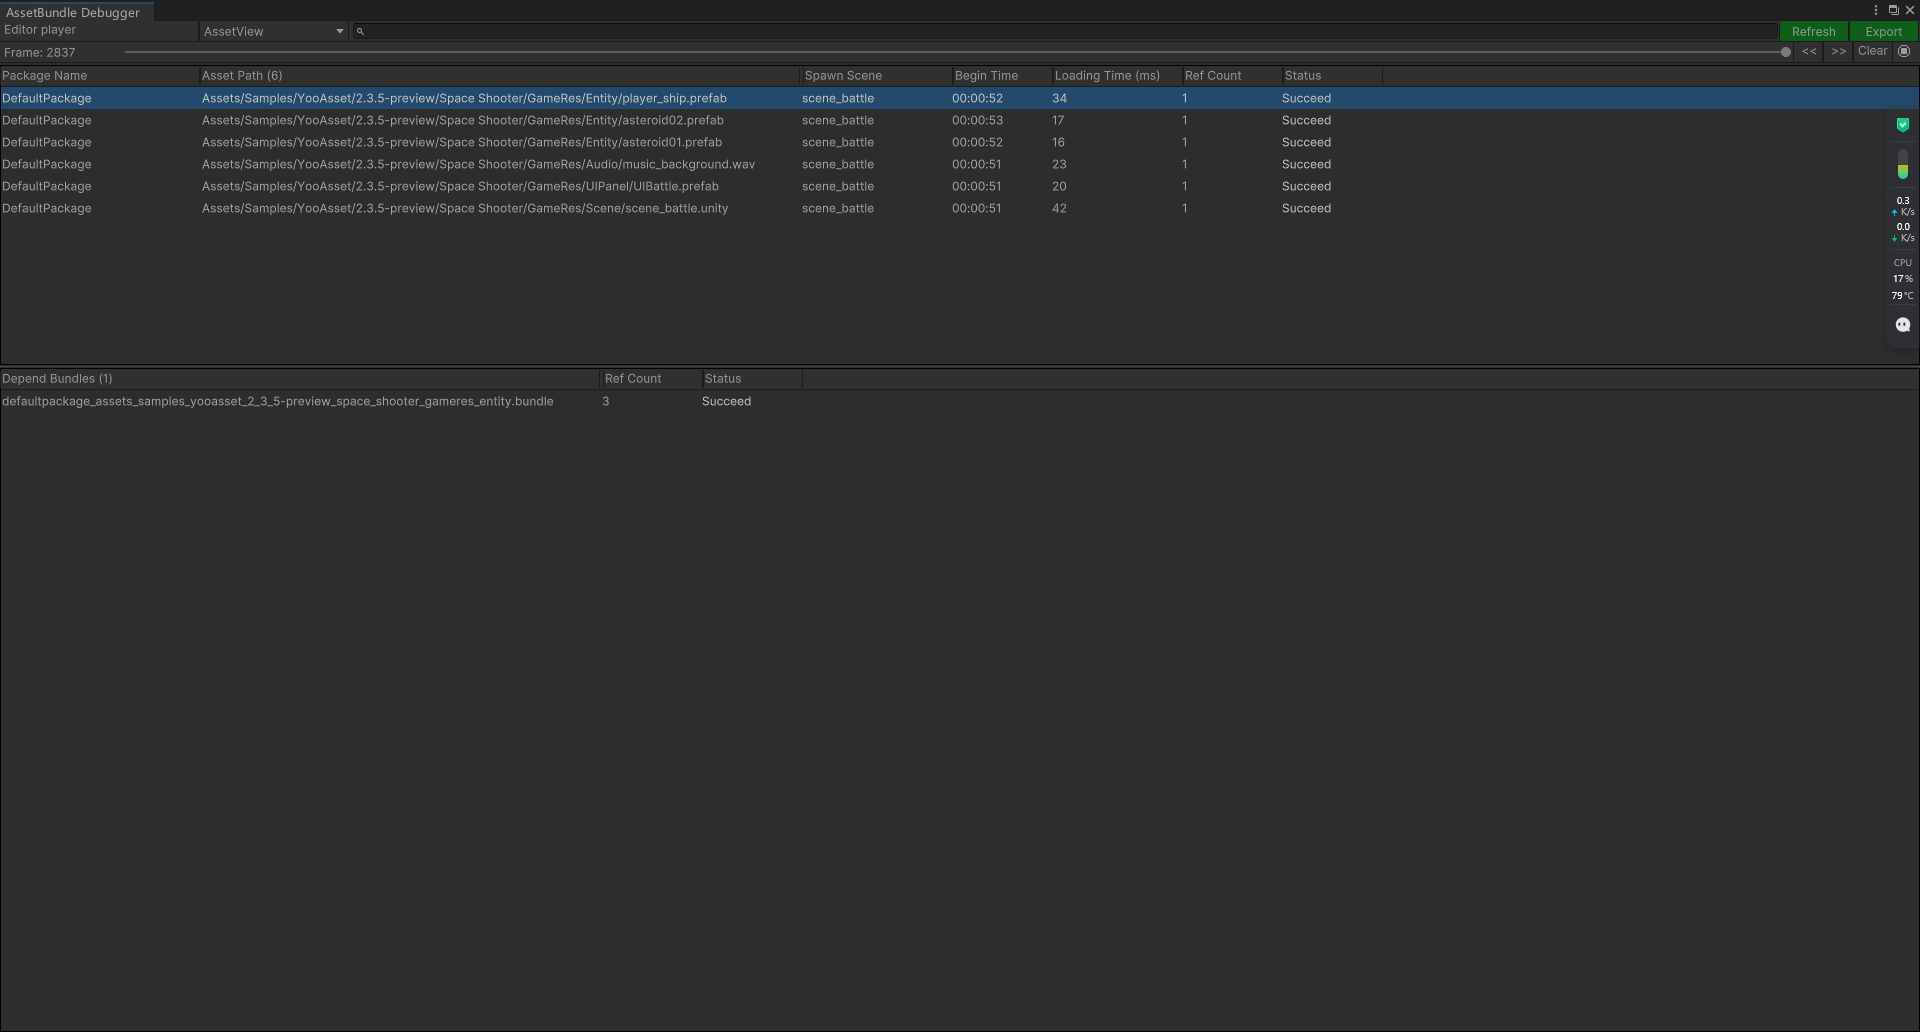 AssetBundle Debugger
Editor player AssetView Refresh Export
Frame: 2837 << >> Clear
Package Name Asset Path (6) Spawn Scene Begin Time Loading Time (ms) Ref Count Status
DefaultPackage Assets/Samples/YooAsset/2.3.5-preview/Space Shooter/GameRes/Entity/player_ship.prefab scene_battle 00:00:52 34 1 Succeed
DefaultPackage Assets/Samples/YooAsset/2.3.5-preview/Space Shooter/GameRes/Entity/asteroid02.prefab scene_battle 00:00:53 17 1 Succeed
DefaultPackage Assets/Samples/YooAsset/2.3.5-preview/Space Shooter/GameRes/Entity/asteroid01.prefab scene_battle 00:00:52 16 1 Succeed
DefaultPackage Assets/Samples/YooAsset/2.3.5-preview/Space Shooter/GameRes/Audio/music_background.wav scene_battle 00:00:51 23 1 Succeed
DefaultPackage Assets/Samples/YooAsset/2.3.5-preview/Space Shooter/GameRes/UIPanel/UIBattle.prefab scene_battle 00:00:51 20 1 Succeed
DefaultPackage Assets/Samples/YooAsset/2.3.5-preview/Space Shooter/GameRes/Scene/scene_battle.unity scene_battle 00:00:51 42 1 Succeed
0.3
K/s
0.0
K/s
CPU
17%
79°C
Depend Bundles (1) Ref Count Status
defaultpackage_assets_samples_yooasset_2_3_5-preview_space_shooter_gameres_entity.bundle 3 Succeed